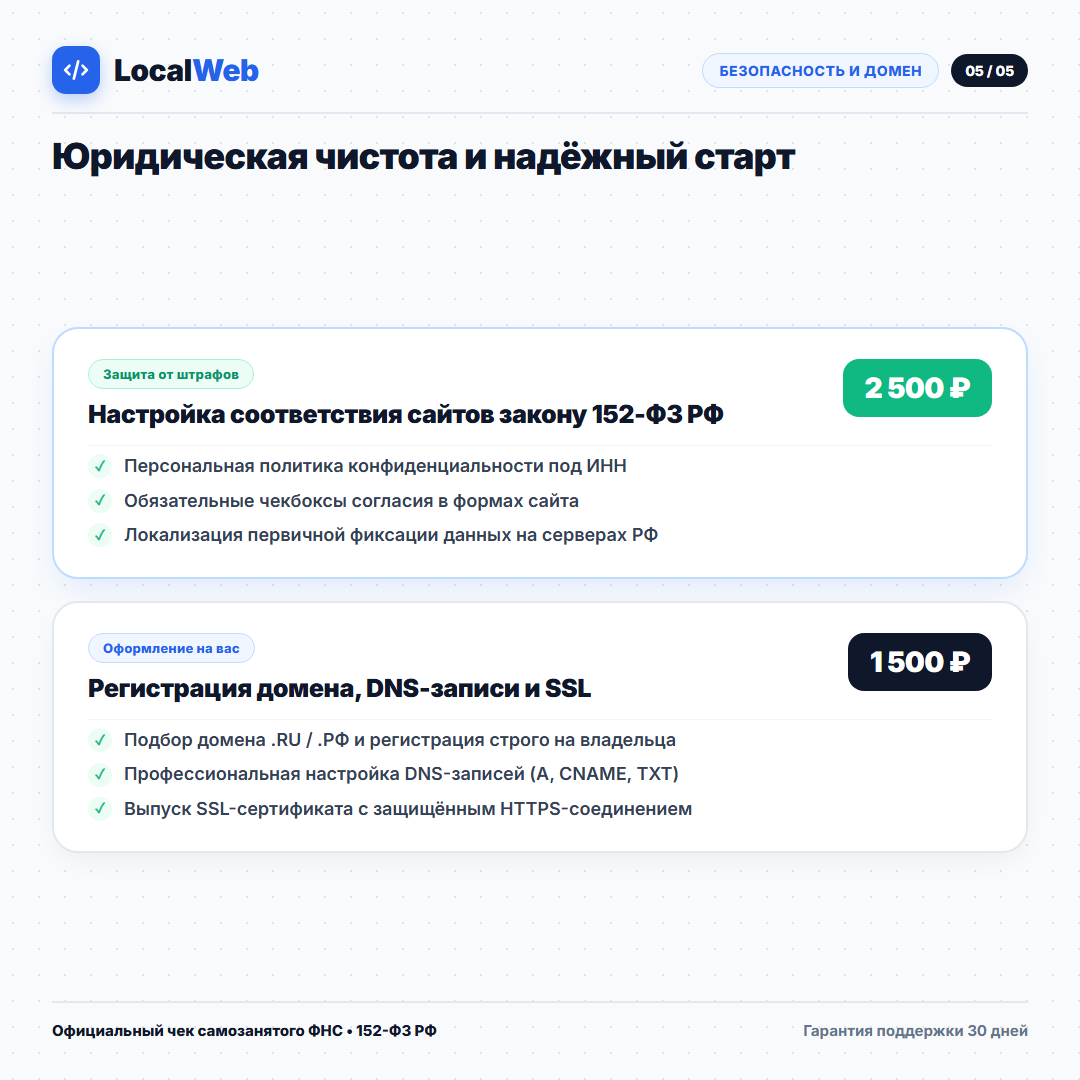 LocalWeb
БЕЗОПАСНОСТЬ И ДОМЕН
05 / 05
Юридическая чистота и надёжный старт
Защита от штрафов
2 500 ₽
Настройка соответствия сайтов закону 152-ФЗ РФ
✓ Персональная политика конфиденциальности под ИНН
✓ Обязательные чекбоксы согласия в формах сайта
✓ Локализация первичной фиксации данных на серверах РФ
Оформление на вас
1 500 ₽
Регистрация домена, DNS-записи и SSL
✓ Подбор домена .RU / .РФ и регистрация строго на владельца
✓ Профессиональная настройка DNS-записей (A, CNAME, TXT)
✓ Выпуск SSL-сертификата с защищённым HTTPS-соединением
Официальный чек самозанятого ФНС • 152-ФЗ РФ
Гарантия поддержки 30 дней